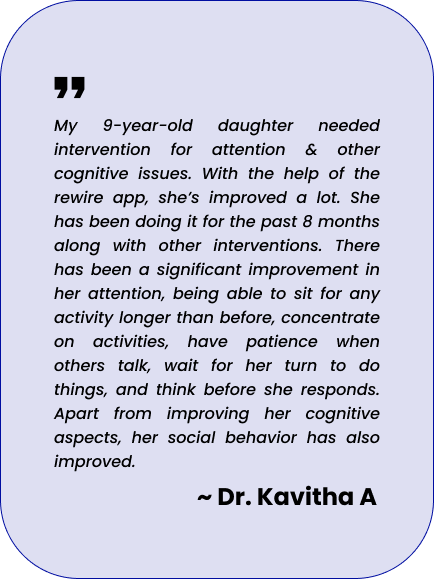 ”
My 9-year-old daughter needed
intervention for attention & other
cognitive issues. With the help of the
rewire app, she’s improved a lot. She
has been doing it for the past 8 months
along with other interventions. There
has been a significant improvement in
her attention, being able to sit for any
activity longer than before, concentrate
on activities, have patience when
others talk, wait for her turn to do
things, and think before she responds.
Apart from improving her cognitive
aspects, her social behavior has also
improved.
~ Dr. Kavitha A